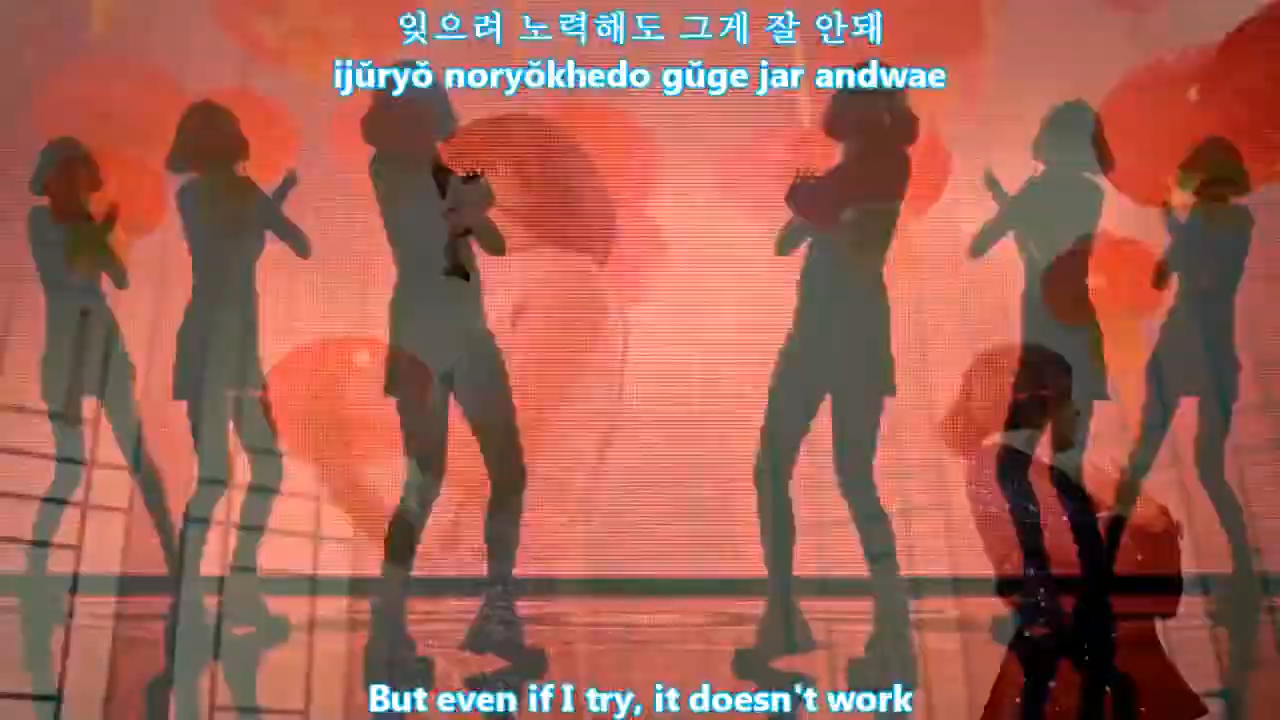 잊으려 노력해도 그게 잘 안돼
ijŭryŏ noryŏkhedo gŭge jar andwae
But even if I try, it doesn't work